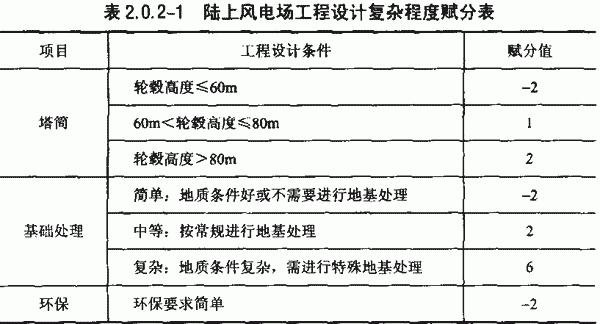 表2.0.2-1 陆上风电场工程设计复杂程度赋分表
项目 工程设计条件 赋分值
塔筒 轮毂高度≤60m -2
60m<轮毂高度≤80m 1
轮毂高度>80m 2
基础处理 简单：地质条件好或不需要进行地基处理 -2
中等：按常规进行地基处理 2
复杂：地质条件复杂，需进行特殊地基处理 6
环保 环保要求简单 -2